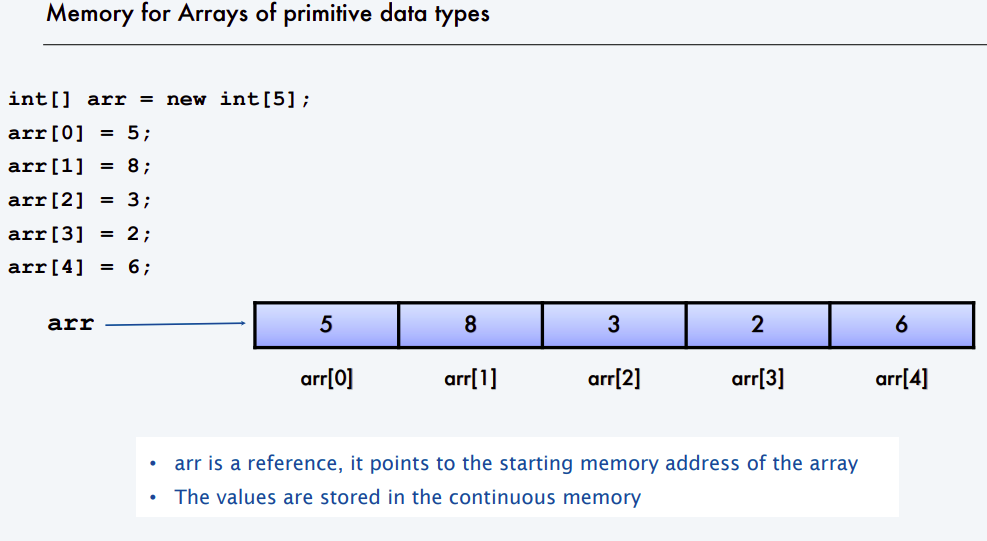 Memory for Arrays of primitive data types
int[] arr = new int[5];
arr[0] = 5;
arr[1] = 8;
arr[2] = 3;
arr[3] = 2;
arr[4] = 6;
arr
5 8 3 2 6
arr[0] arr[1] arr[2] arr[3] arr[4]
• arr is a reference, it points to the starting memory address of the array
• The values are stored in the continuous memory